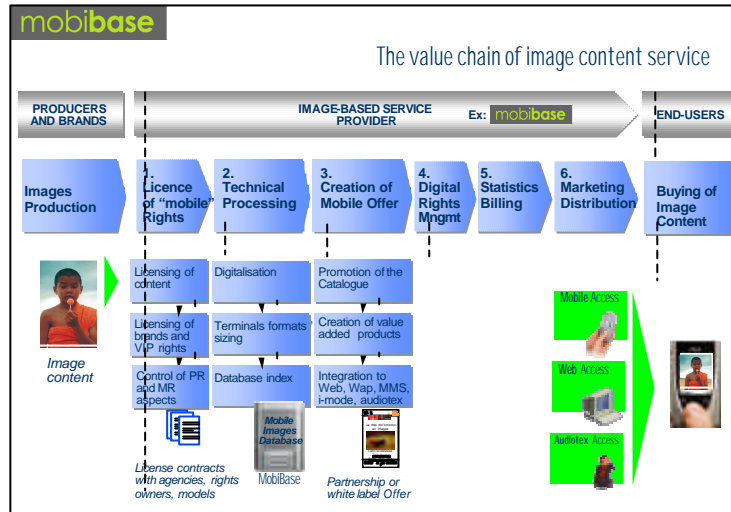 mobibase
The value chain of image content service
PRODUCERS
AND BRANDS
IMAGE-BASED SERVICE
PROVIDER
Ex: mobibase
END-USERS
Images
Production
1.
Licence
of “mobile”
Rights
2.
Technical
Processing
3.
Creation of
Mobile Offer
4.
Digital
Rights
Mngmt
5.
Statistics
Billing
6.
Marketing
Distribution
Buying of
Image
Content
Image
content
Licensing of
content
Licensing of
brands and
VIP rights
Control of PR
and MR
aspects
License contracts
with agencies, rights
owners, models
Digitalisation
Terminals formats
sizing
Database index
Mobile
Images
Database
MobiBase
Promotion of the
Catalogue
Creation of value
added products
Integration to
Web, Wap, MMS,
i-mode, audiotex
Partnership or
white label Offer
Mobile Access
Web Access
Audiotex Access